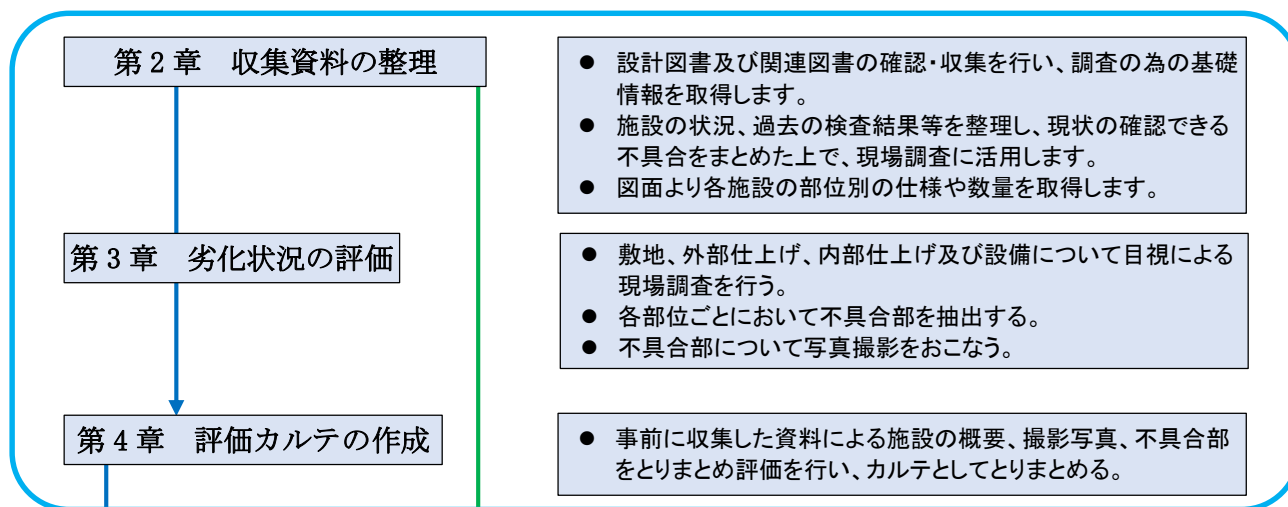 第２章　収集資料の整理
● 設計図書及び関連図書の確認・収集を行い、調査の為の基礎
情報を取得します。
● 施設の状況、過去の検査結果等を整理し、現状の確認できる
不具合をまとめた上で、現場調査に活用します。
● 図面より各施設の部位別の仕様や数量を取得します。
第３章　劣化状況の評価
● 敷地、外部仕上げ、内部仕上げ及び設備について目視による
現場調査を行う。
● 各部位ごとにおいて不具合部を抽出する。
● 不具合部について写真撮影をおこなう。
第４章　評価カルテの作成
● 事前に収集した資料による施設の概要、撮影写真、不具合部
をとりまとめ評価を行い、カルテとしてとりまとめる。